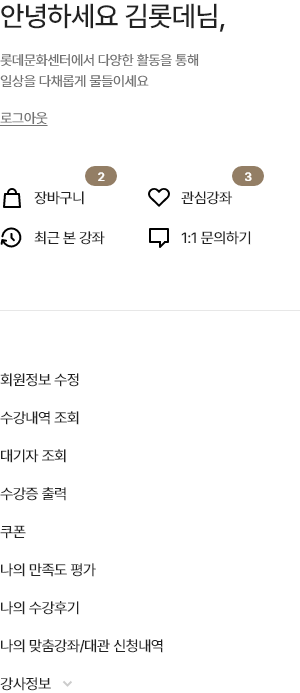 안녕하세요 김롯데님,
롯데문화센터에서 다양한 활동을 통해
일상을 다채롭게 물들이세요
로그아웃
2
3
장바구니
관심강좌
최근 본 강좌
1:1 문의하기
회원정보 수정
수강내역 조회
대기자 조회
수강증 출력
쿠폰
나의 만족도 평가
나의 수강후기
나의 맞춤강좌/대관 신청내역
강사정보